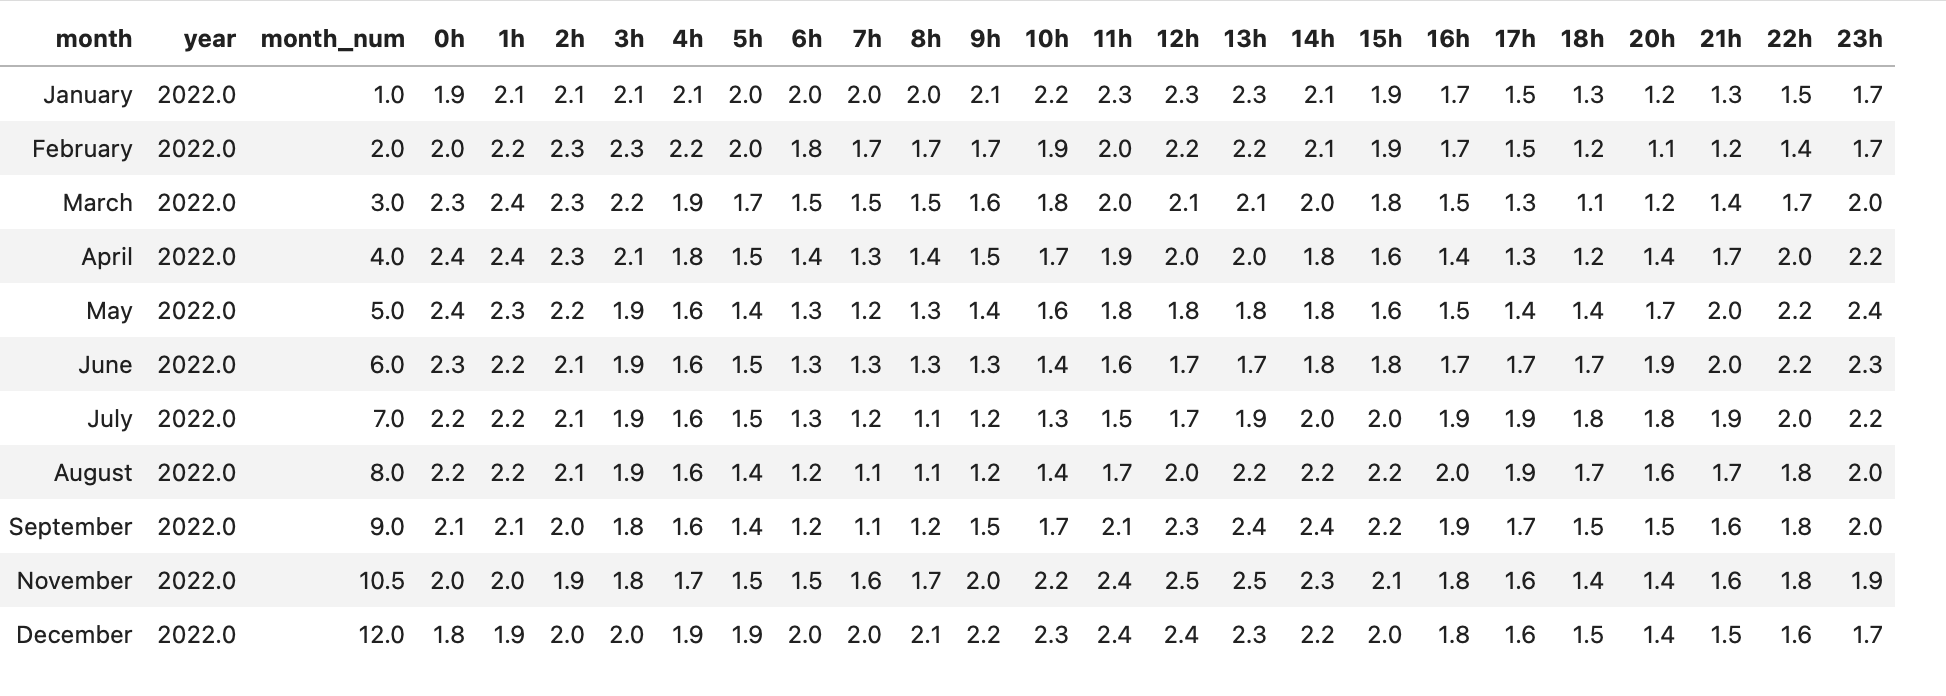 month year month_num 0h 1h 2h 3h 4h 5h 6h 7h 8h 9h 10h 11h 12h 13h 14h 15h 16h 17h 18h 20h 21h 22h 23h
January 2022.0 1.0 1.9 2.1 2.1 2.1 2.1 2.0 2.0 2.0 2.0 2.1 2.2 2.3 2.3 2.3 2.1 1.9 1.7 1.5 1.3 1.2 1.3 1.5 1.7
February 2022.0 2.0 2.0 2.2 2.3 2.3 2.2 2.0 1.8 1.7 1.7 1.7 1.9 2.0 2.2 2.2 2.1 1.9 1.7 1.5 1.2 1.1 1.2 1.4 1.7
March 2022.0 3.0 2.3 2.4 2.3 2.2 1.9 1.7 1.5 1.5 1.5 1.6 1.8 2.0 2.1 2.1 2.0 1.8 1.5 1.3 1.1 1.2 1.4 1.7 2.0
April 2022.0 4.0 2.4 2.4 2.3 2.1 1.8 1.5 1.4 1.3 1.4 1.5 1.7 1.9 2.0 2.0 1.8 1.6 1.4 1.3 1.2 1.4 1.7 2.0 2.2
May 2022.0 5.0 2.4 2.3 2.2 1.9 1.6 1.4 1.3 1.2 1.3 1.4 1.6 1.8 1.8 1.8 1.8 1.6 1.5 1.4 1.4 1.7 2.0 2.2 2.4
June 2022.0 6.0 2.3 2.2 2.1 1.9 1.6 1.5 1.3 1.3 1.3 1.3 1.4 1.6 1.7 1.7 1.8 1.8 1.7 1.7 1.7 1.9 2.0 2.2 2.3
July 2022.0 7.0 2.2 2.2 2.1 1.9 1.6 1.5 1.3 1.2 1.1 1.2 1.3 1.5 1.7 1.9 2.0 2.0 1.9 1.9 1.8 1.8 1.9 2.0 2.2
August 2022.0 8.0 2.2 2.2 2.1 1.9 1.6 1.4 1.2 1.1 1.1 1.2 1.4 1.7 2.0 2.2 2.2 2.2 2.0 1.9 1.7 1.6 1.7 1.8 2.0
September 2022.0 9.0 2.1 2.1 2.0 1.8 1.6 1.4 1.2 1.1 1.2 1.5 1.7 2.1 2.3 2.4 2.4 2.2 1.9 1.7 1.5 1.5 1.6 1.8 2.0
November 2022.0 10.5 2.0 2.0 1.9 1.8 1.7 1.5 1.5 1.6 1.7 2.0 2.2 2.4 2.5 2.5 2.3 2.1 1.8 1.6 1.4 1.4 1.6 1.8 1.9
December 2022.0 12.0 1.8 1.9 2.0 2.0 1.9 1.9 2.0 2.0 2.1 2.2 2.3 2.4 2.4 2.3 2.2 2.0 1.8 1.6 1.5 1.4 1.5 1.6 1.7